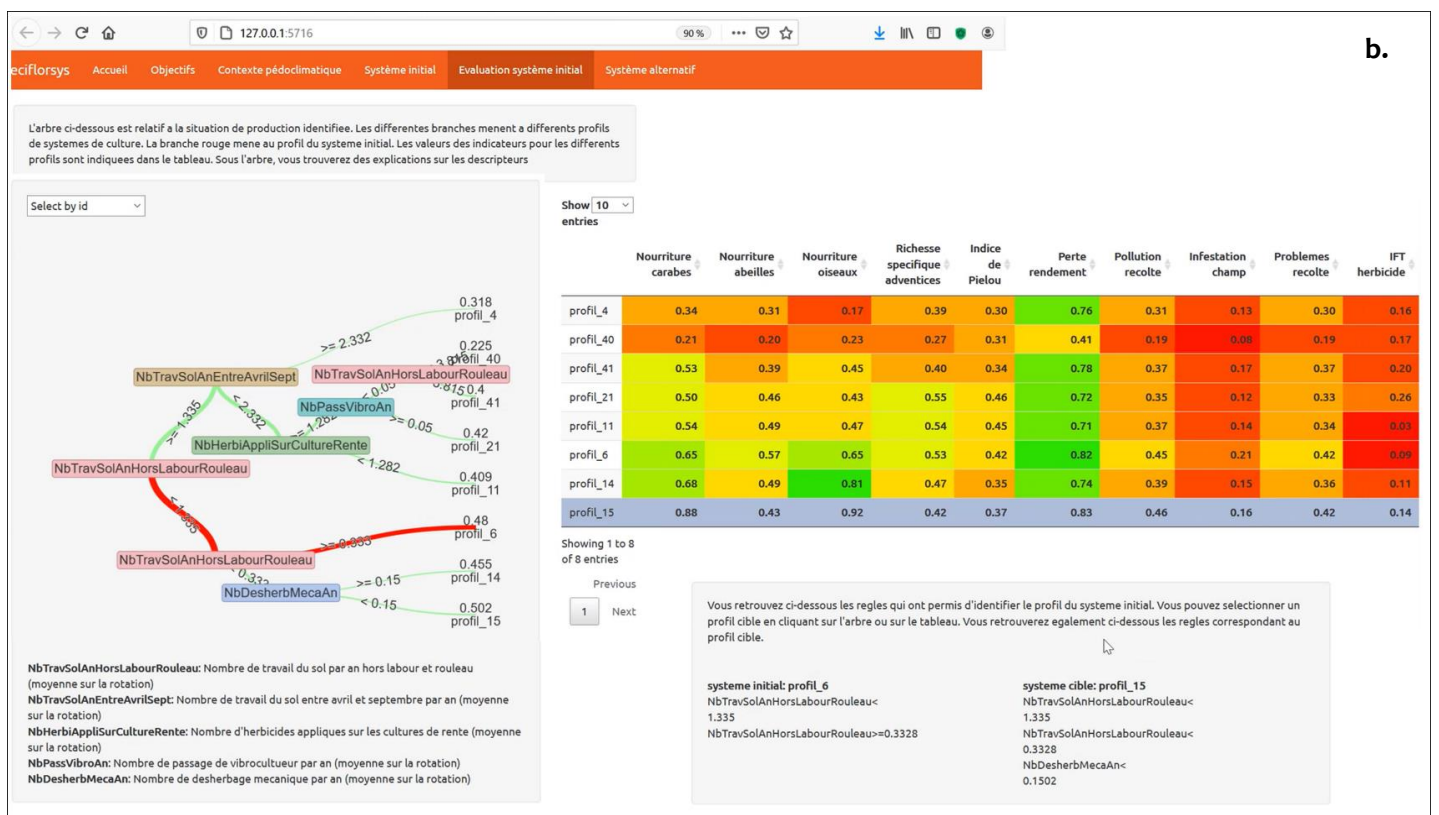 127.0.0.1:5716
90 %
b.
eciflorsys Accueil Objectifs Contexte pédoclimatique Système initial Evaluation système initial Système alternatif
L'arbre ci-dessous est relatif a la situation de production identifiee. Les differentes branches menent a differents profils
de systemes de culture. La branche rouge mene au profil du systeme initial. Les valeurs des indicateurs pour les differents
profils sont indiquees dans le tableau. Sous l'arbre, vous trouverez des explications sur les descripteurs
Select by id
0.318
profil_4
>= 2.332
0.225
profil_40
NbTravSolAnEntreAvrilSept
NbTravSolAnHorsLabourRouleau
< 0.05
0.4
profil_41
NbPassVibroAn
>= 1.335
< 2.332
>= 1.282
>= 0.05
0.42
profil_21
NbHerbiAppliSurCultureRente
< 1.282
NbTravSolAnHorsLabourRouleau
0.409
profil_11
< 1.335
0.48
profil_6
>= 0.333
NbTravSolAnHorsLabourRouleau
0.455
profil_14
>= 0.15
NbDesherbMecaAn
< 0.15
0.502
profil_15
NbTravSolAnHorsLabourRouleau: Nombre de travail du sol par an hors labour et rouleau
(moyenne sur la rotation)
NbTravSolAnEntreAvrilSept: Nombre de travail du sol entre avril et septembre par an (moyenne
sur la rotation)
NbHerbiAppliSurCultureRente: Nombre d'herbicides appliques sur les cultures de rente (moyenne
sur la rotation)
NbPassVibroAn: Nombre de passage de vibrocultueur par an (moyenne sur la rotation)
NbDesherbMecaAn: Nombre de desherbage mecanique par an (moyenne sur la rotation)
Show 10
entries
Nourriture carabes Nourriture abeilles Nourriture oiseaux Richesse specifique adventices Indice de Pielou Perte rendement Pollution recolte Infestation champ Problemes recolte IFT herbicide
profil_4 0.34 0.31 0.17 0.39 0.30 0.76 0.31 0.13 0.30 0.16
profil_40 0.21 0.20 0.23 0.27 0.31 0.41 0.19 0.08 0.19 0.17
profil_41 0.53 0.39 0.45 0.40 0.34 0.78 0.37 0.17 0.37 0.20
profil_21 0.50 0.46 0.43 0.55 0.46 0.72 0.35 0.12 0.33 0.26
profil_11 0.54 0.49 0.47 0.54 0.45 0.71 0.37 0.14 0.34 0.03
profil_6 0.65 0.57 0.65 0.53 0.42 0.82 0.45 0.21 0.42 0.09
profil_14 0.68 0.49 0.81 0.47 0.35 0.74 0.39 0.15 0.36 0.11
profil_15 0.88 0.43 0.92 0.42 0.37 0.83 0.46 0.16 0.42 0.14
Showing 1 to 8
of 8 entries
Previous
1 Next
Vous retrouvez ci-dessous les regles qui ont permis d'identifier le profil du systeme initial. Vous pouvez selectionner un
profil cible en cliquant sur l'arbre ou sur le tableau. Vous retrouverez egalement ci-dessous les regles correspondant au
profil cible.
systeme initial: profil_6
NbTravSolAnHorsLabourRouleau<
1.335
NbTravSolAnHorsLabourRouleau>=0.3328
systeme cible: profil_15
NbTravSolAnHorsLabourRouleau<
1.335
NbTravSolAnHorsLabourRouleau<
0.3328
NbDesherbMecaAn<
0.1502